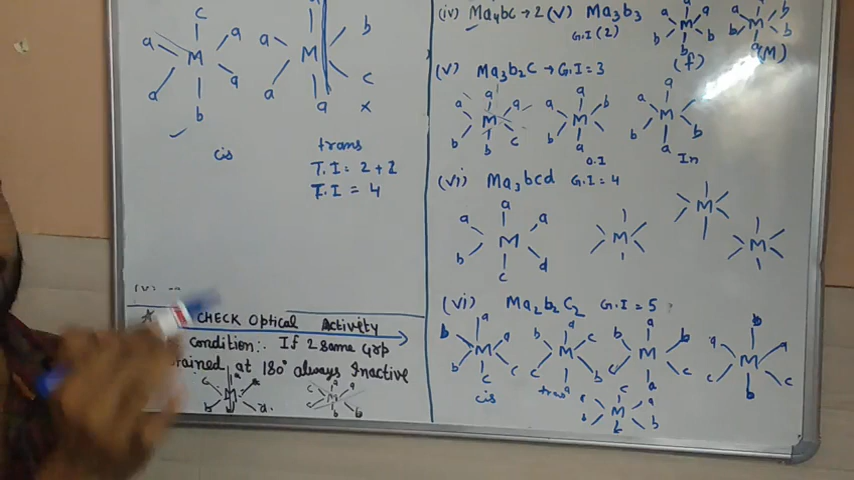 c
a M a
a a
b
cis
a
a M b
a c
a x
trans
T.I = 2 + 2
T.I = 4
* CHECK Optical Activity
condition:- If 2 same Grp
at 180° always Inactive
(iv) Ma4bc → 2 (v) Ma3b3
G.I (2)
(f) (M)
(v) Ma3b2c → G.I = 3
a
a M a
b c
b
a
a M b
b
a
O.I
a
a M
b b
a
In
(vi) Ma3bcd G.I = 4
a
a M a
b d
c
M
M
M
(vi) Ma2b2c2 G.I = 5
a
b M a
b c
c
cis
b a c
M
c a b
trans
a
b M b
c c
a
b
a M a
c c
b
c
M a
b